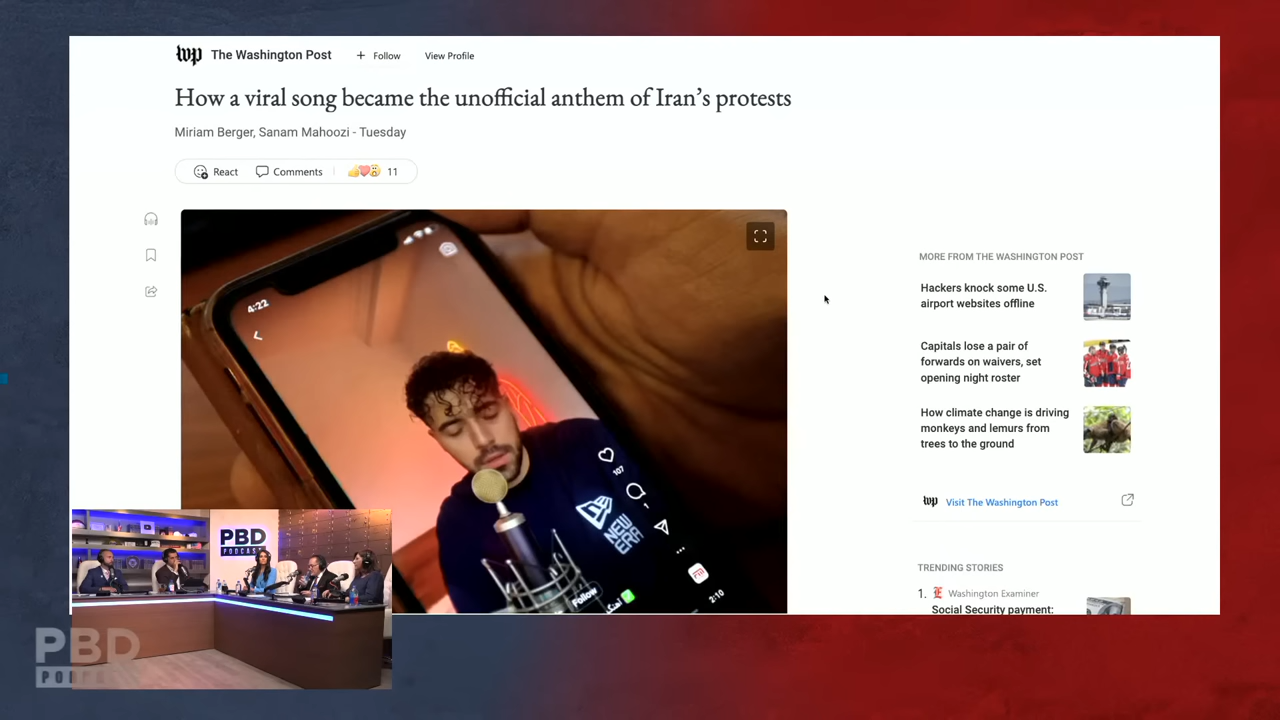 wp The Washington Post + Follow View Profile
How a viral song became the unofficial anthem of Iran's protests
Miriam Berger, Sanam Mahoozi - Tuesday
React Comments 11
4:22
107
1
Follow
2:10
MORE FROM THE WASHINGTON POST
Hackers knock some U.S.
airport websites offline
Capitals lose a pair of
forwards on waivers, set
opening night roster
How climate change is driving
monkeys and lemurs from
trees to the ground
wp Visit The Washington Post
TRENDING STORIES
1. E Washington Examiner
Social Security payment:
PBD
PODCAST
PBD
PODCAST